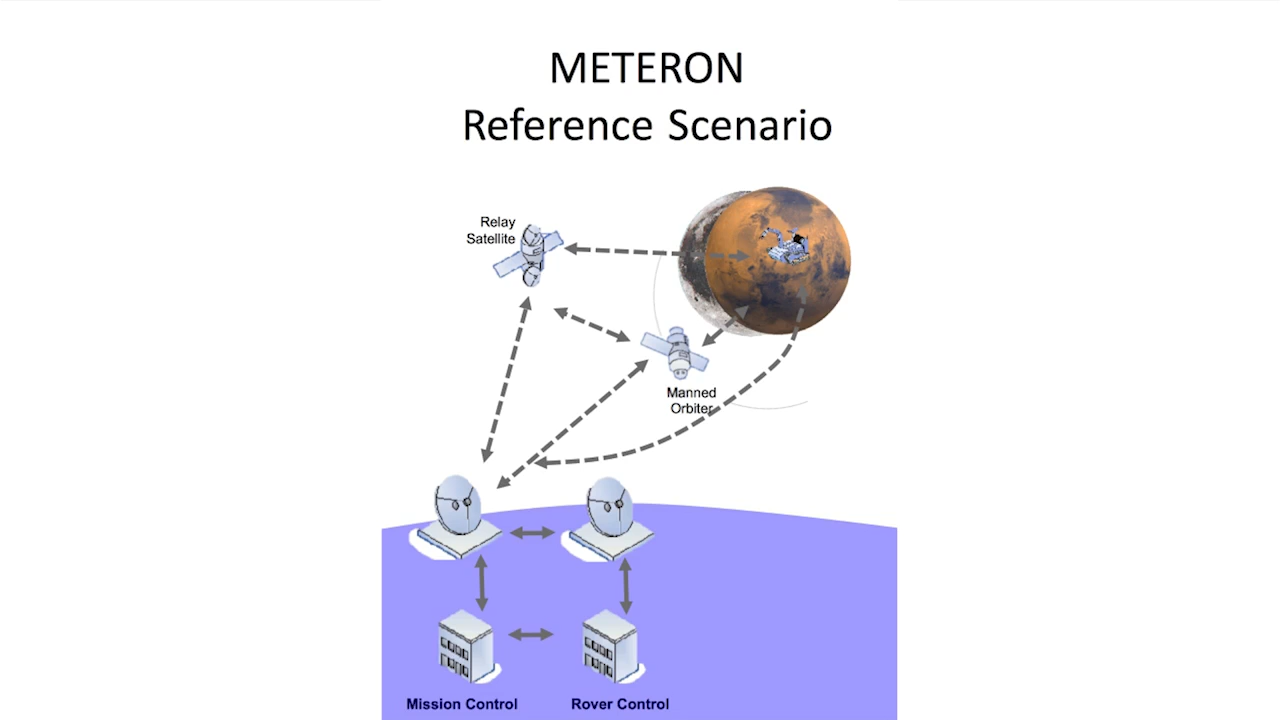 METERON
Reference Scenario
Relay
Satellite
Manned
Orbiter
Mission Control
Rover Control